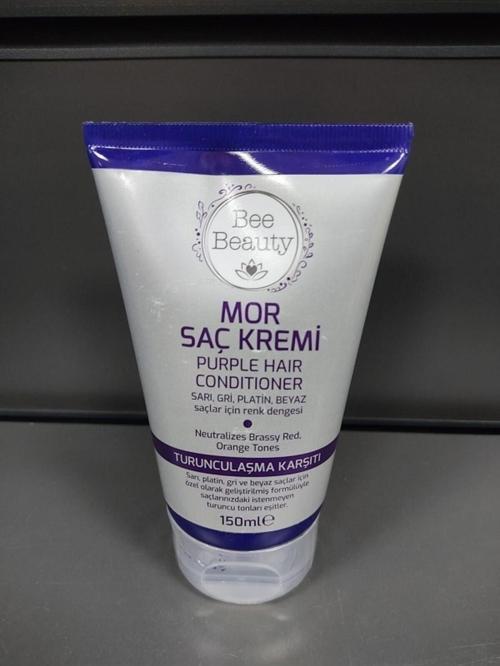 Bee
Beauty
MOR
SAÇ KREMİ
PURPLE HAIR
CONDITIONER
SARI, GRİ, PLATİN, BEYAZ
saçlar için renk dengesi
Neutralizes Brassy Red,
Orange Tones
TURUNCULAŞMA KARŞITI
Sarı, platin, gri ve beyaz saçlar için
özel olarak geliştirilmiş formülüyle
saçlarınızdaki istenmeyen
turuncu tonları eşitler.
150ml℮